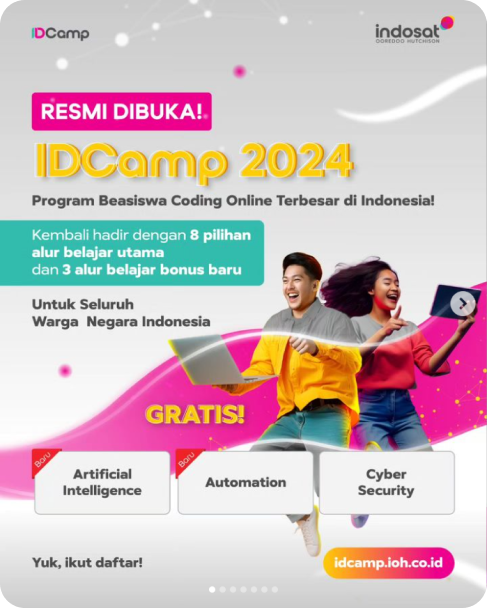 IDCamp
indosat
OOREDOO HUTCHISON
RESMI DIBUKA!
IDCamp 2024
Program Beasiswa Coding Online Terbesar di Indonesia!
Kembali hadir dengan 8 pilihan
alur belajar utama
dan 3 alur belajar bonus baru
Untuk Seluruh
Warga Negara Indonesia
GRATIS!
Baru
Artificial
Intelligence
Baru
Automation
Cyber
Security
Yuk, ikut daftar!
idcamp.ioh.co.id